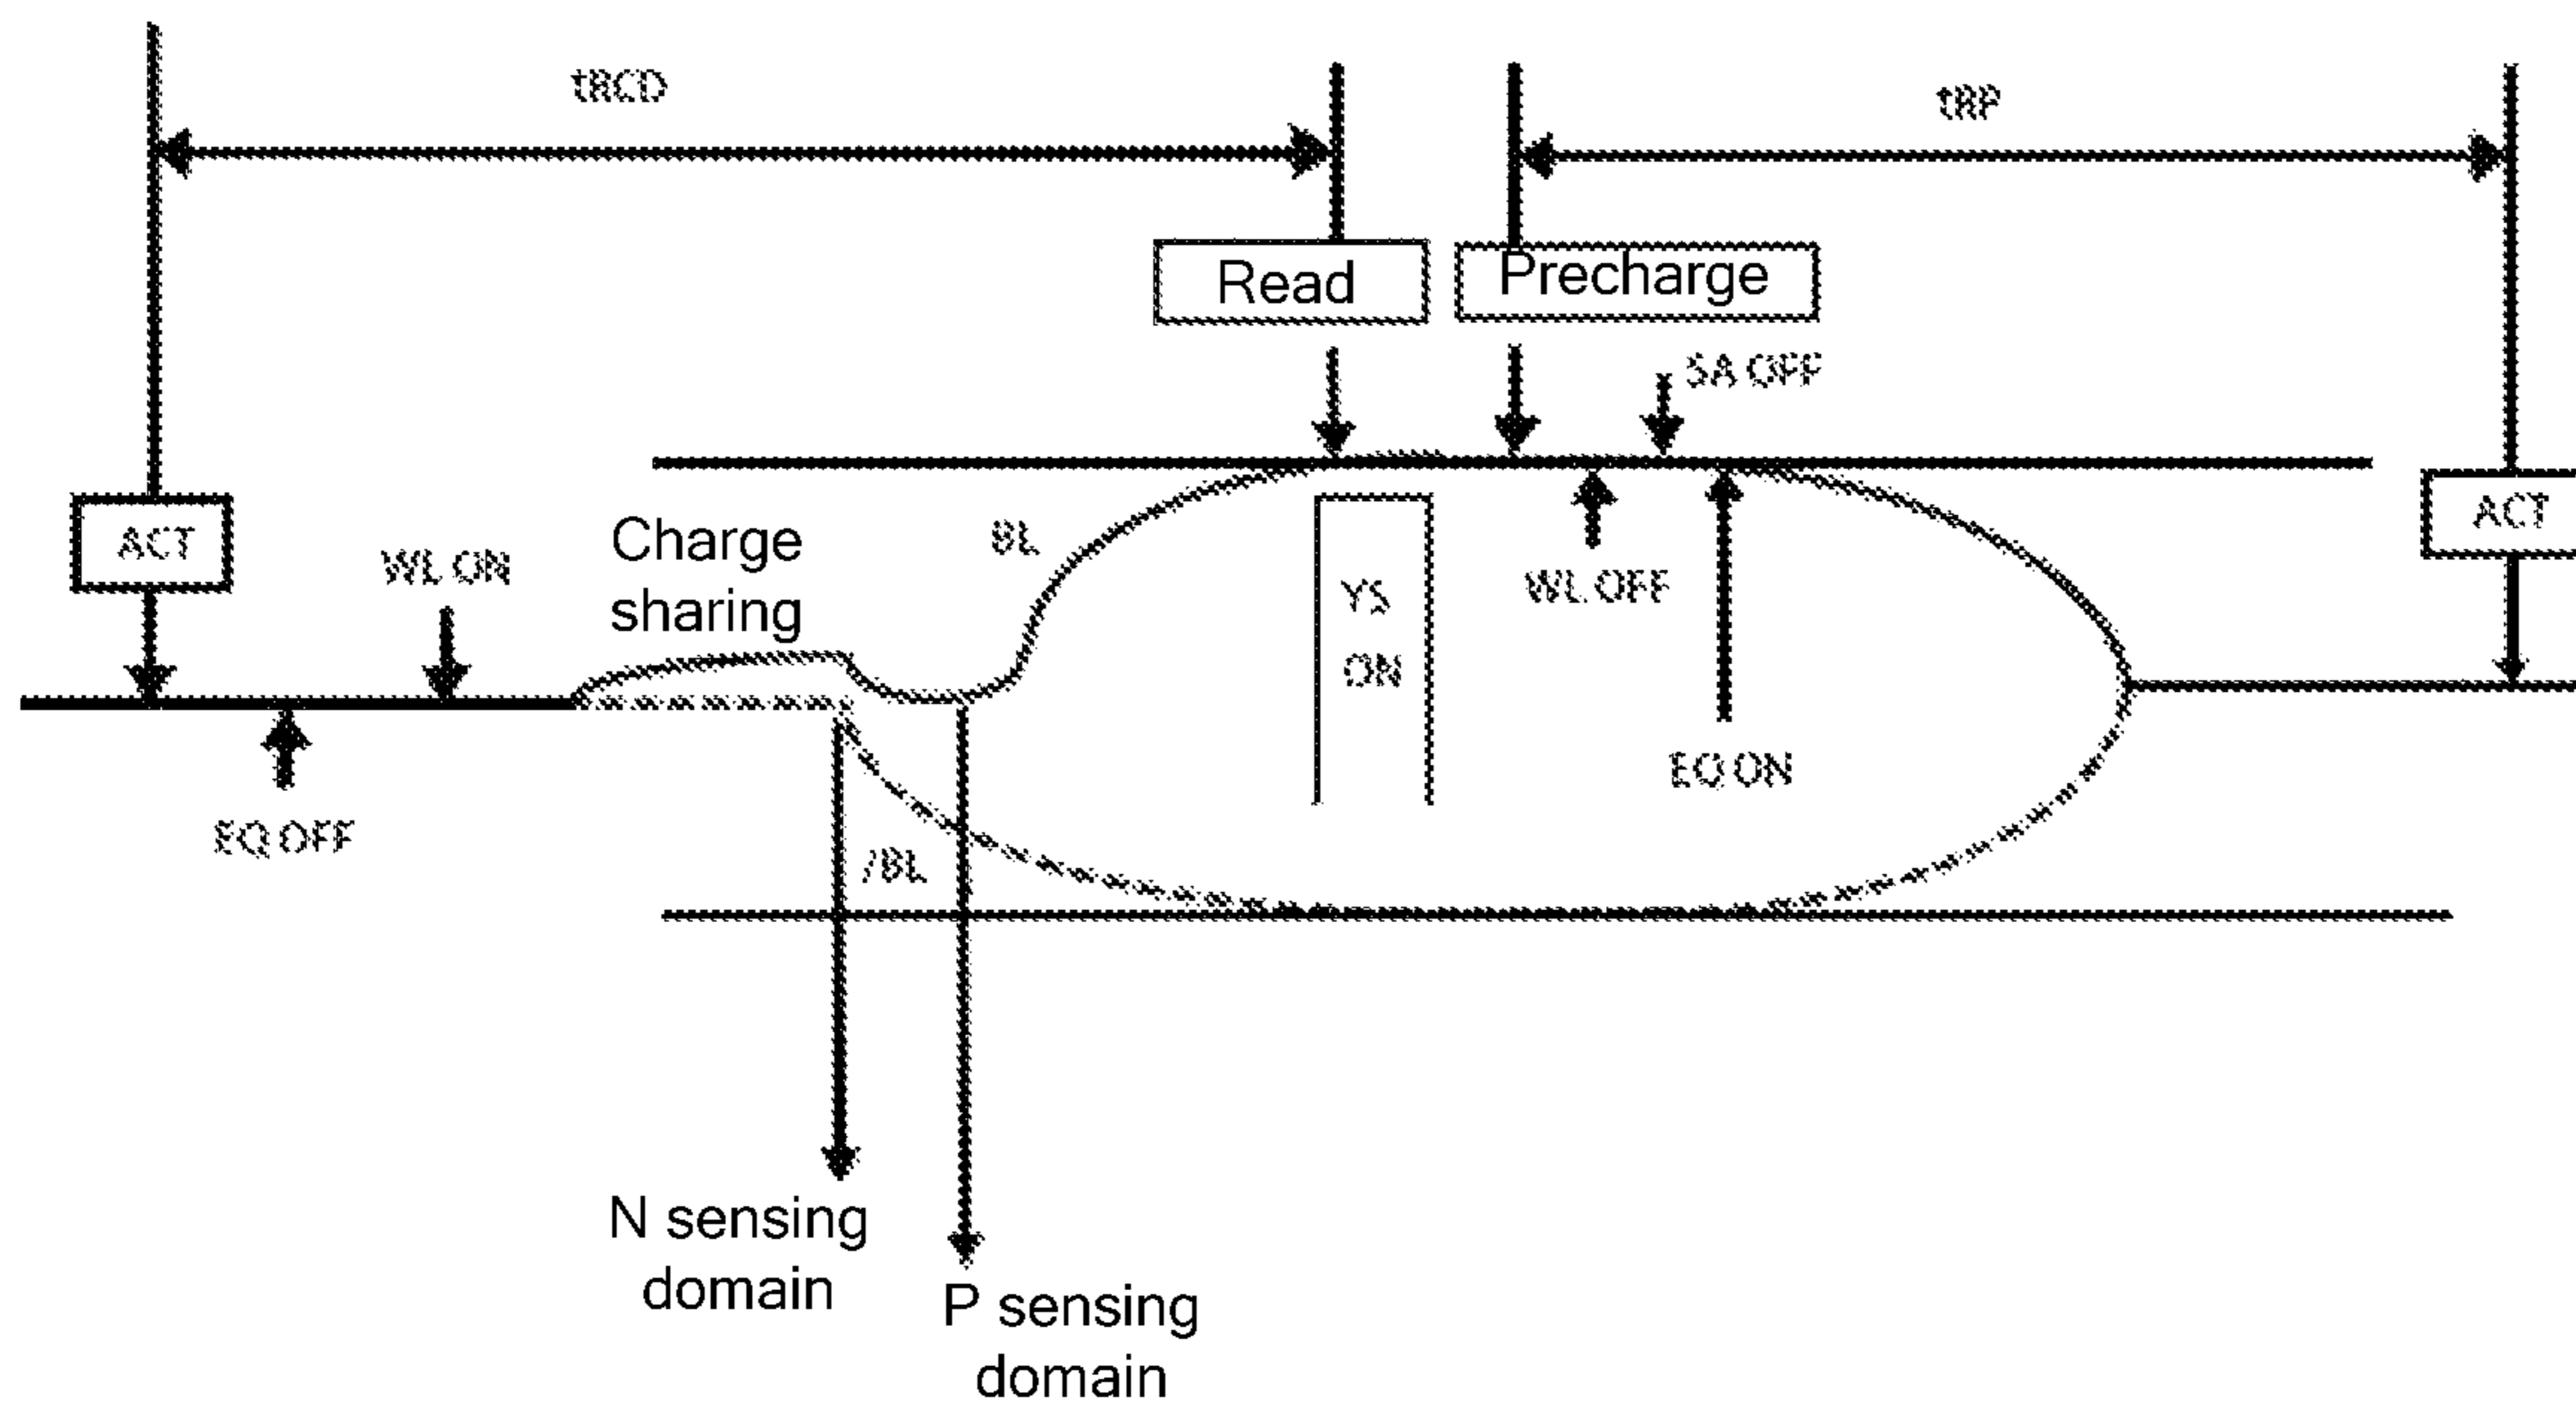 tRCD
tRP
Read
Precharge
SA OFF
ACT
WL ON
Charge
sharing
BL
YS
ON
WL OFF
ACT
EQ OFF
/BL
EQ ON
N sensing
domain
P sensing
domain